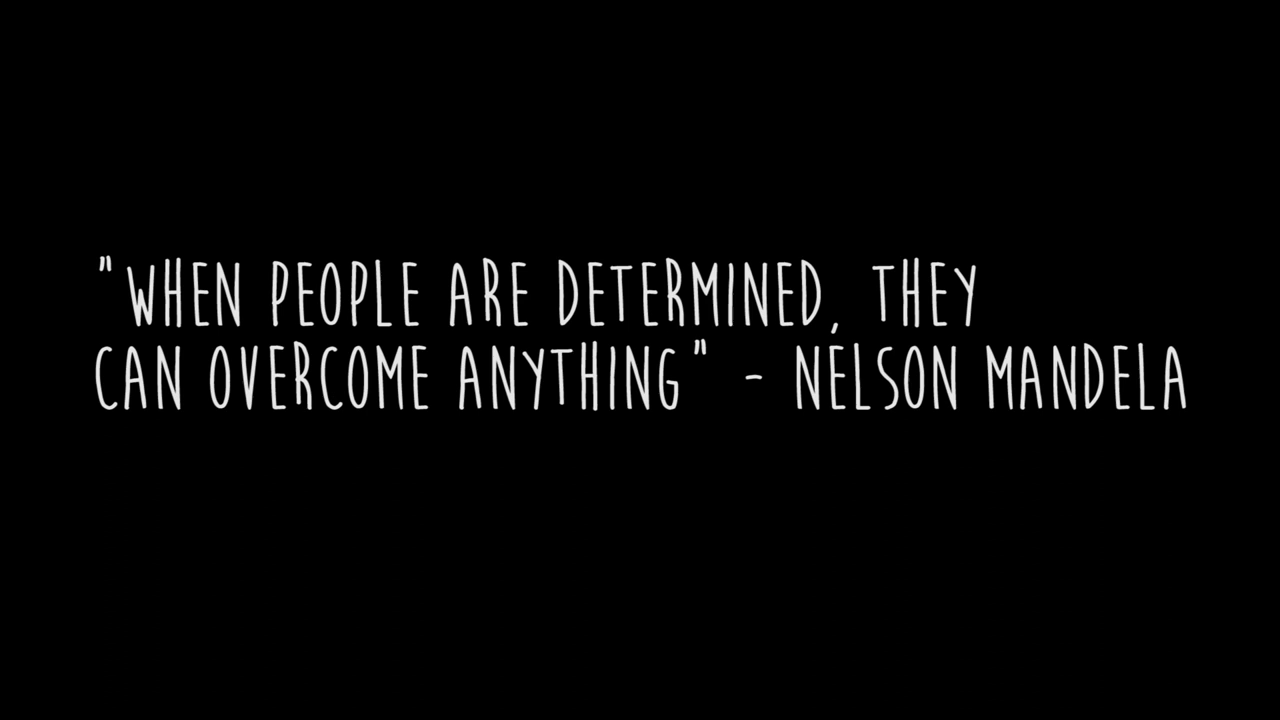 "WHEN PEOPLE ARE DETERMINED, THEY
CAN OVERCOME ANYTHING" - NELSON MANDELA